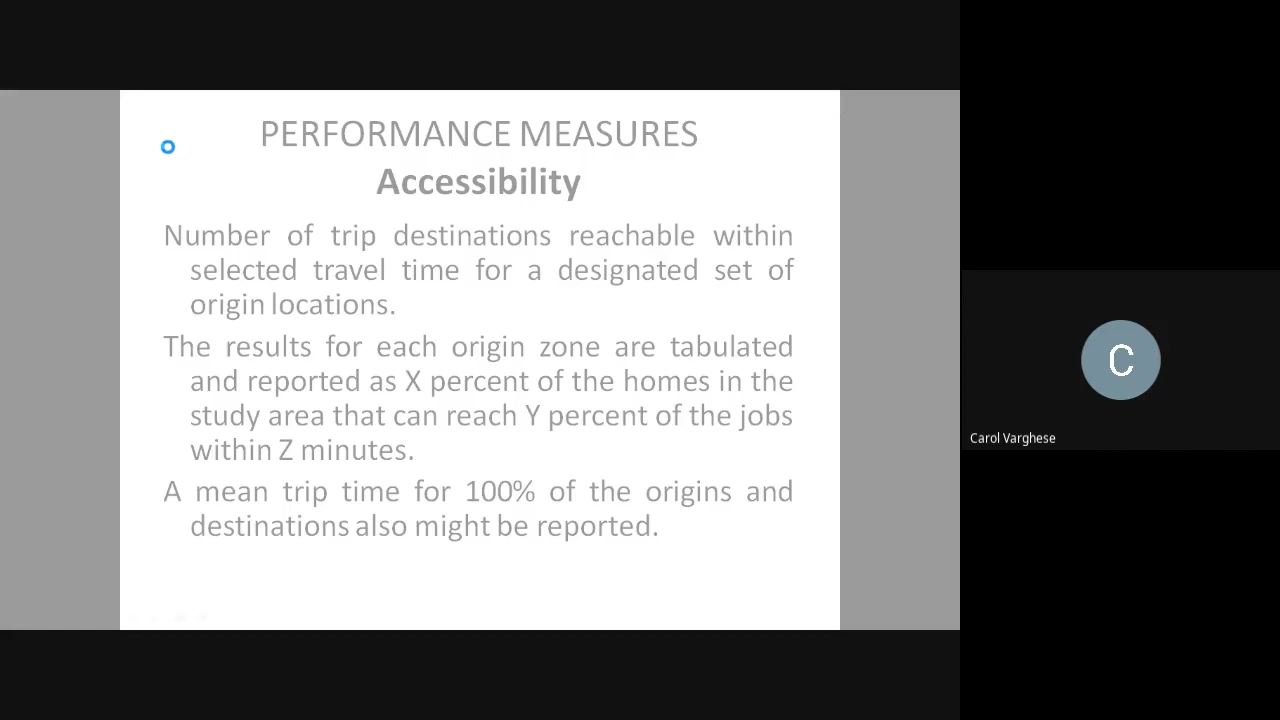 PERFORMANCE MEASURES
Accessibility
Number of trip destinations reachable within
selected travel time for a designated set of
origin locations.
The results for each origin zone are tabulated
and reported as X percent of the homes in the
study area that can reach Y percent of the jobs
within Z minutes.
A mean trip time for 100% of the origins and
destinations also might be reported.
C
Carol Varghese